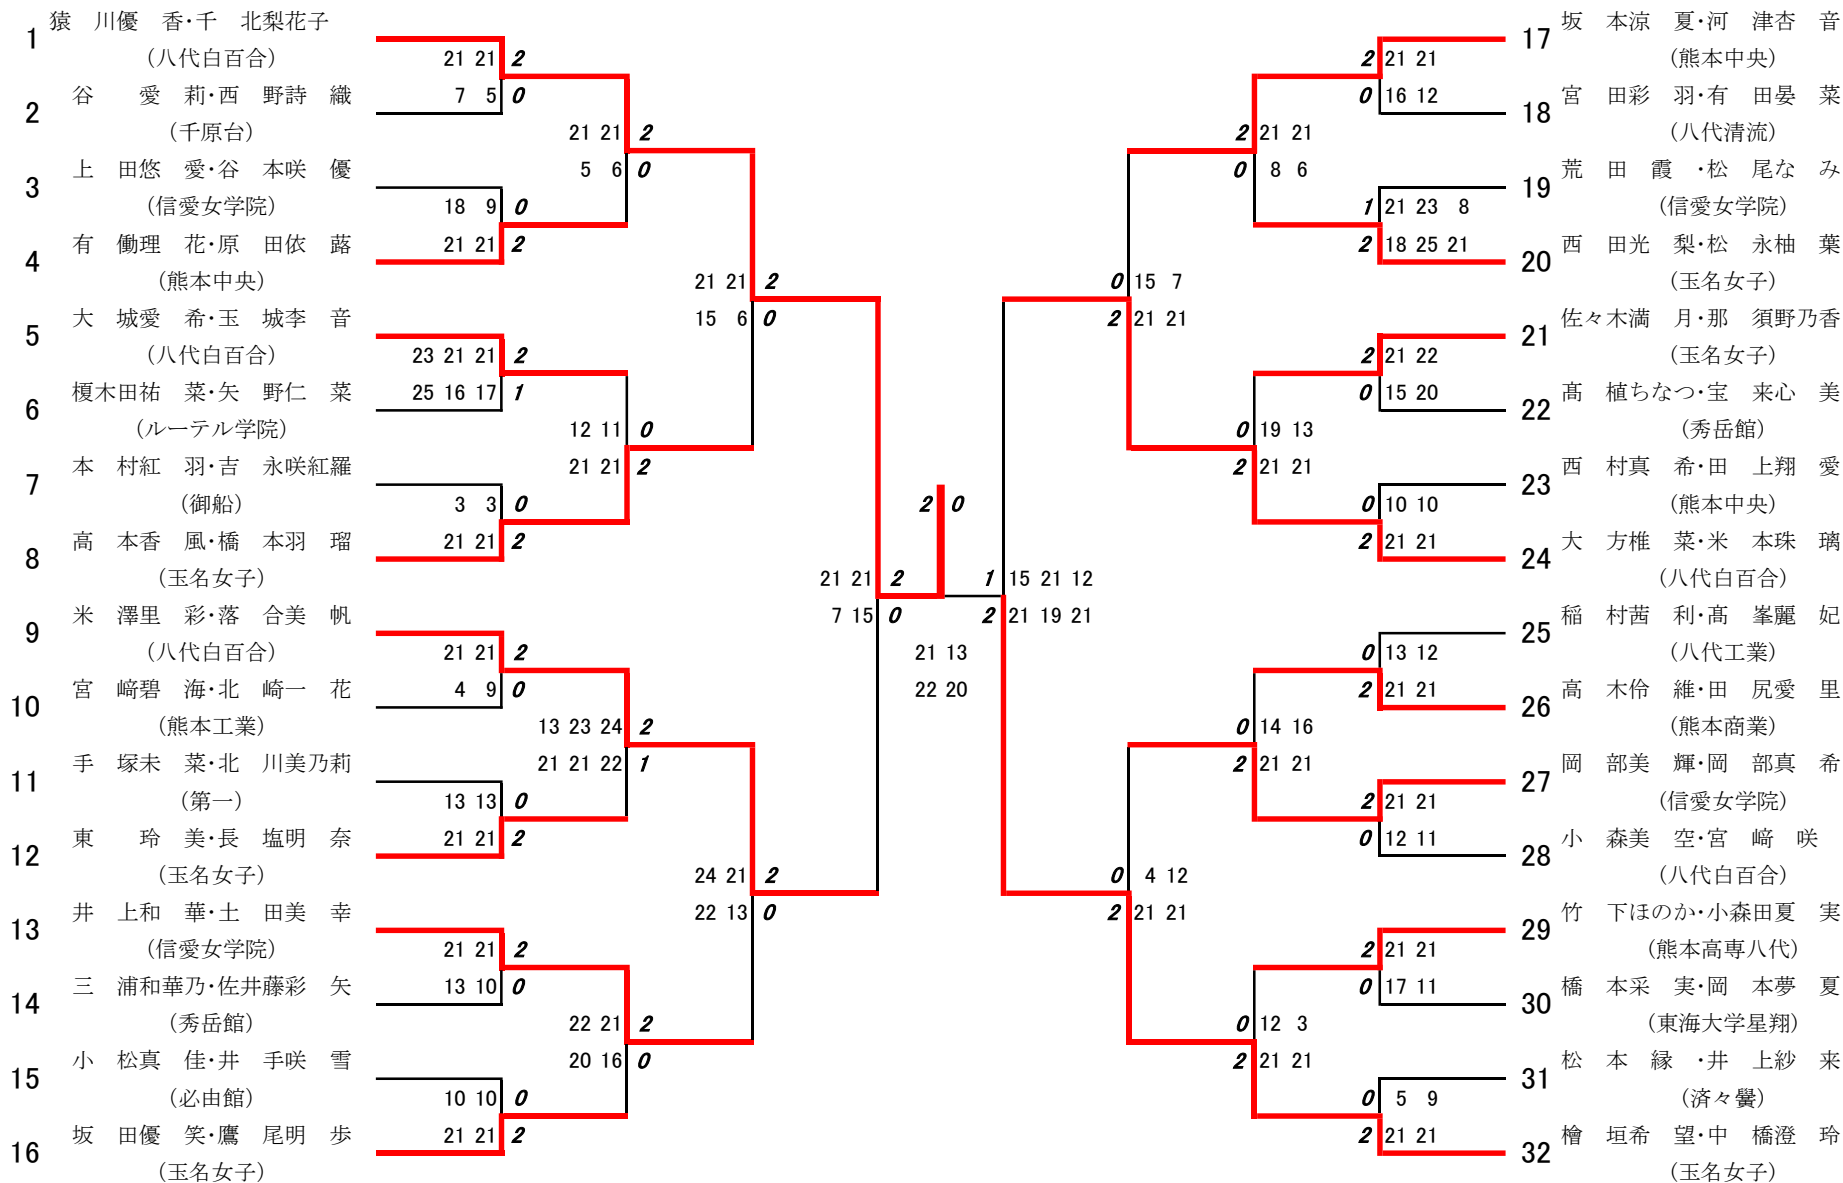 猿 川優 香・千 北梨花子
1
(八代白百合)
21 21 2
谷 愛 莉・西 野詩 織
7 5 0
2
(千原台)
21 21 2
上 田悠 愛・谷 本咲 優
5 6 0
3
(信愛女学院)
18 9 0
有 働理 花・原 田依 蕗
21 21 2
4
(熊本中央)
21 21 2
大 城愛 希・玉 城李 音
15 6 0
5
(八代白百合)
23 21 21 2
榎木田祐 菜・矢 野仁 菜
25 16 17 1
6
(ルーテル学院)
12 11 0
本 村紅 羽・吉 永咲紅羅
21 21 2
7
(御船)
3 3 0
高 本香 風・橋 本羽 瑠
21 21 2
8
(玉名女子)
21 21 2
米 澤里 彩・落 合美 帆
7 15 0
9
(八代白百合)
21 21 2
宮 﨑碧 海・北 崎一 花
4 9 0
10
(熊本工業)
13 23 24 2
手 塚未 菜・北 川美乃莉
21 21 22 1
11
(第一)
13 13 0
東 玲 美・長 塩明 奈
21 21 2
12
(玉名女子)
24 21 2
井 上和 華・土 田美 幸
22 13 0
13
(信愛女学院)
21 21 2
三 浦和華乃・佐井藤彩 矢
13 10 0
14
(秀岳館)
22 21 2
小 松真 佳・井 手咲 雪
20 16 0
15
(必由館)
10 10 0
坂 田優 笑・鷹 尾明 歩
21 21 2
16
(玉名女子)
2 0
21 13
22 20
坂 本涼 夏・河 津杏 音
17
(熊本中央)
2 21 21
宮 田彩 羽・有 田晏 菜
0 16 12
18
(八代清流)
2 21 21
荒 田 霞 ・松 尾な み
0 8 6
19
(信愛女学院)
1 21 23 8
西 田光 梨・松 永柚 葉
2 18 25 21
20
(玉名女子)
0 15 7
佐々木満 月・那 須野乃香
2 21 21
21
(玉名女子)
2 21 22
髙 植ちなつ・宝 来心 美
0 15 20
22
(秀岳館)
0 19 13
西 村真 希・田 上翔 愛
2 21 21
23
(熊本中央)
0 10 10
大 方椎 菜・米 本珠 璃
2 21 21
24
(八代白百合)
1 15 21 12
稲 村茜 利・髙 峯麗 妃
2 21 19 21
25
(八代工業)
0 13 12
高 木伶 維・田 尻愛 里
2 21 21
26
(熊本商業)
0 14 16
岡 部美 輝・岡 部真 希
2 21 21
27
(信愛女学院)
2 21 21
小 森美 空・宮 﨑 咲
0 12 11
28
(八代白百合)
0 4 12
竹 下ほのか・小森田夏 実
2 21 21
29
(熊本高専八代)
2 21 21
橋 本采 実・岡 本夢 夏
0 17 11
30
(東海大学星翔)
0 12 3
松 本 縁 ・井 上紗 来
2 21 21
31
(済々黌)
0 5 9
檜 垣希 望・中 橋澄 玲
2 21 21
32
(玉名女子)